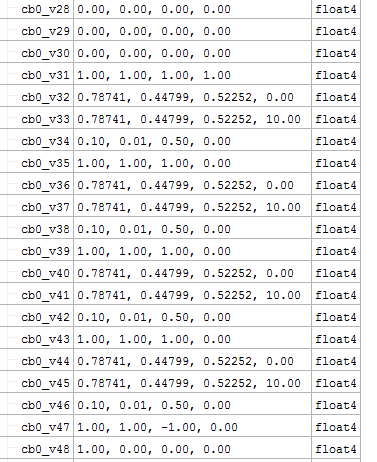 cb0_v28 0.00, 0.00, 0.00, 0.00 float4
cb0_v29 0.00, 0.00, 0.00, 0.00 float4
cb0_v30 0.00, 0.00, 0.00, 0.00 float4
cb0_v31 1.00, 1.00, 1.00, 1.00 float4
cb0_v32 0.78741, 0.44799, 0.52252, 0.00 float4
cb0_v33 0.78741, 0.44799, 0.52252, 10.00 float4
cb0_v34 0.10, 0.01, 0.50, 0.00 float4
cb0_v35 1.00, 1.00, 1.00, 0.00 float4
cb0_v36 0.78741, 0.44799, 0.52252, 0.00 float4
cb0_v37 0.78741, 0.44799, 0.52252, 10.00 float4
cb0_v38 0.10, 0.01, 0.50, 0.00 float4
cb0_v39 1.00, 1.00, 1.00, 0.00 float4
cb0_v40 0.78741, 0.44799, 0.52252, 0.00 float4
cb0_v41 0.78741, 0.44799, 0.52252, 10.00 float4
cb0_v42 0.10, 0.01, 0.50, 0.00 float4
cb0_v43 1.00, 1.00, 1.00, 0.00 float4
cb0_v44 0.78741, 0.44799, 0.52252, 0.00 float4
cb0_v45 0.78741, 0.44799, 0.52252, 10.00 float4
cb0_v46 0.10, 0.01, 0.50, 0.00 float4
cb0_v47 1.00, 1.00, -1.00, 0.00 float4
cb0_v48 1.00, 0.00, 0.00, 0.00 float4